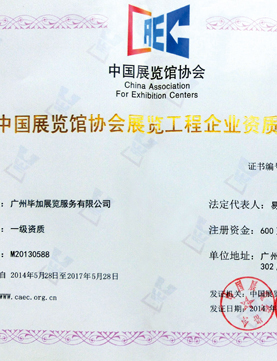 CAEC
中国展览馆协会
China Association
For Exhibition Centers
中国展览馆协会展览工程企业资质
证书编
：广州毕加展览服务有限公司
法定代表人：易
：一级资质
注册资金：600
：M20130588
单位地址：广州
302
自 2014年5月28日至2017年5月28日
发证机关：中国展览
www.caec.org.cn
发证日期：2014年